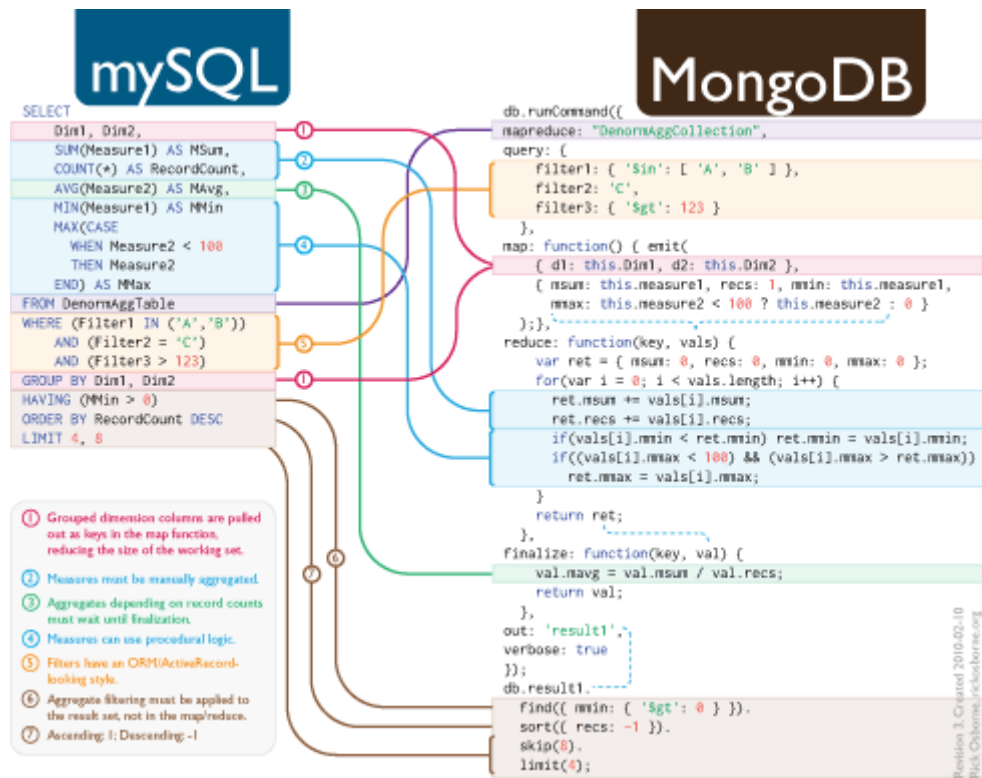 mySQL
SELECT
Dim1, Dim2,
SUM(Measure1) AS MSum,
COUNT(*) AS RecordCount,
AVG(Measure2) AS MAvg,
MIN(Measure1) AS MMin
MAX(CASE
WHEN Measure2 < 100
THEN Measure2
END) AS MMax
FROM DenormAggTable
WHERE (Filter1 IN ('A','B'))
AND (Filter2 = 'C')
AND (Filter3 > 123)
GROUP BY Dim1, Dim2
HAVING (MMin > 0)
ORDER BY RecordCount DESC
LIMIT 4, 8
1
2
3
4
5
1
6
7
1 Grouped dimension columns are pulled
out as keys in the map function,
reducing the size of the working set.
2 Measures must be manually aggregated.
3 Aggregates depending on record counts
must wait until finalization.
4 Measures can use procedural logic.
5 Filters have an ORM/ActiveRecord-
looking style.
6 Aggregate filtering must be applied to
the result set, not in the map/reduce.
7 Ascending: 1; Descending: -1
MongoDB
db.runCommand({
mapreduce: "DenormAggCollection",
query: {
filter1: { '$in': [ 'A', 'B' ] },
filter2: 'C',
filter3: { '$gt': 123 }
},
map: function() { emit(
{ d1: this.Dim1, d2: this.Dim2 },
{ msum: this.measure1, recs: 1, mmin: this.measure1,
mmax: this.measure2 < 100 ? this.measure2 : 0 }
);},
reduce: function(key, vals) {
var ret = { msum: 0, recs: 0, mmin: 0, mmax: 0 };
for(var i = 0; i < vals.length; i++) {
ret.msum += vals[i].msum;
ret.recs += vals[i].recs;
if(vals[i].mmin < ret.mmin) ret.mmin = vals[i].mmin;
if((vals[i].mmax < 100) && (vals[i].mmax > ret.mmax))
ret.mmax = vals[i].mmax;
}
return ret;
},
finalize: function(key, val) {
val.mavg = val.msum / val.recs;
return val;
},
out: 'result1',
verbose: true
});
db.result1.
find({ mmin: { '$gt': 0 } }).
sort({ recs: -1 }).
skip(8).
limit(4);
Revision 3, Created 2010-02-10
Rick Osborne, rickosborne.org